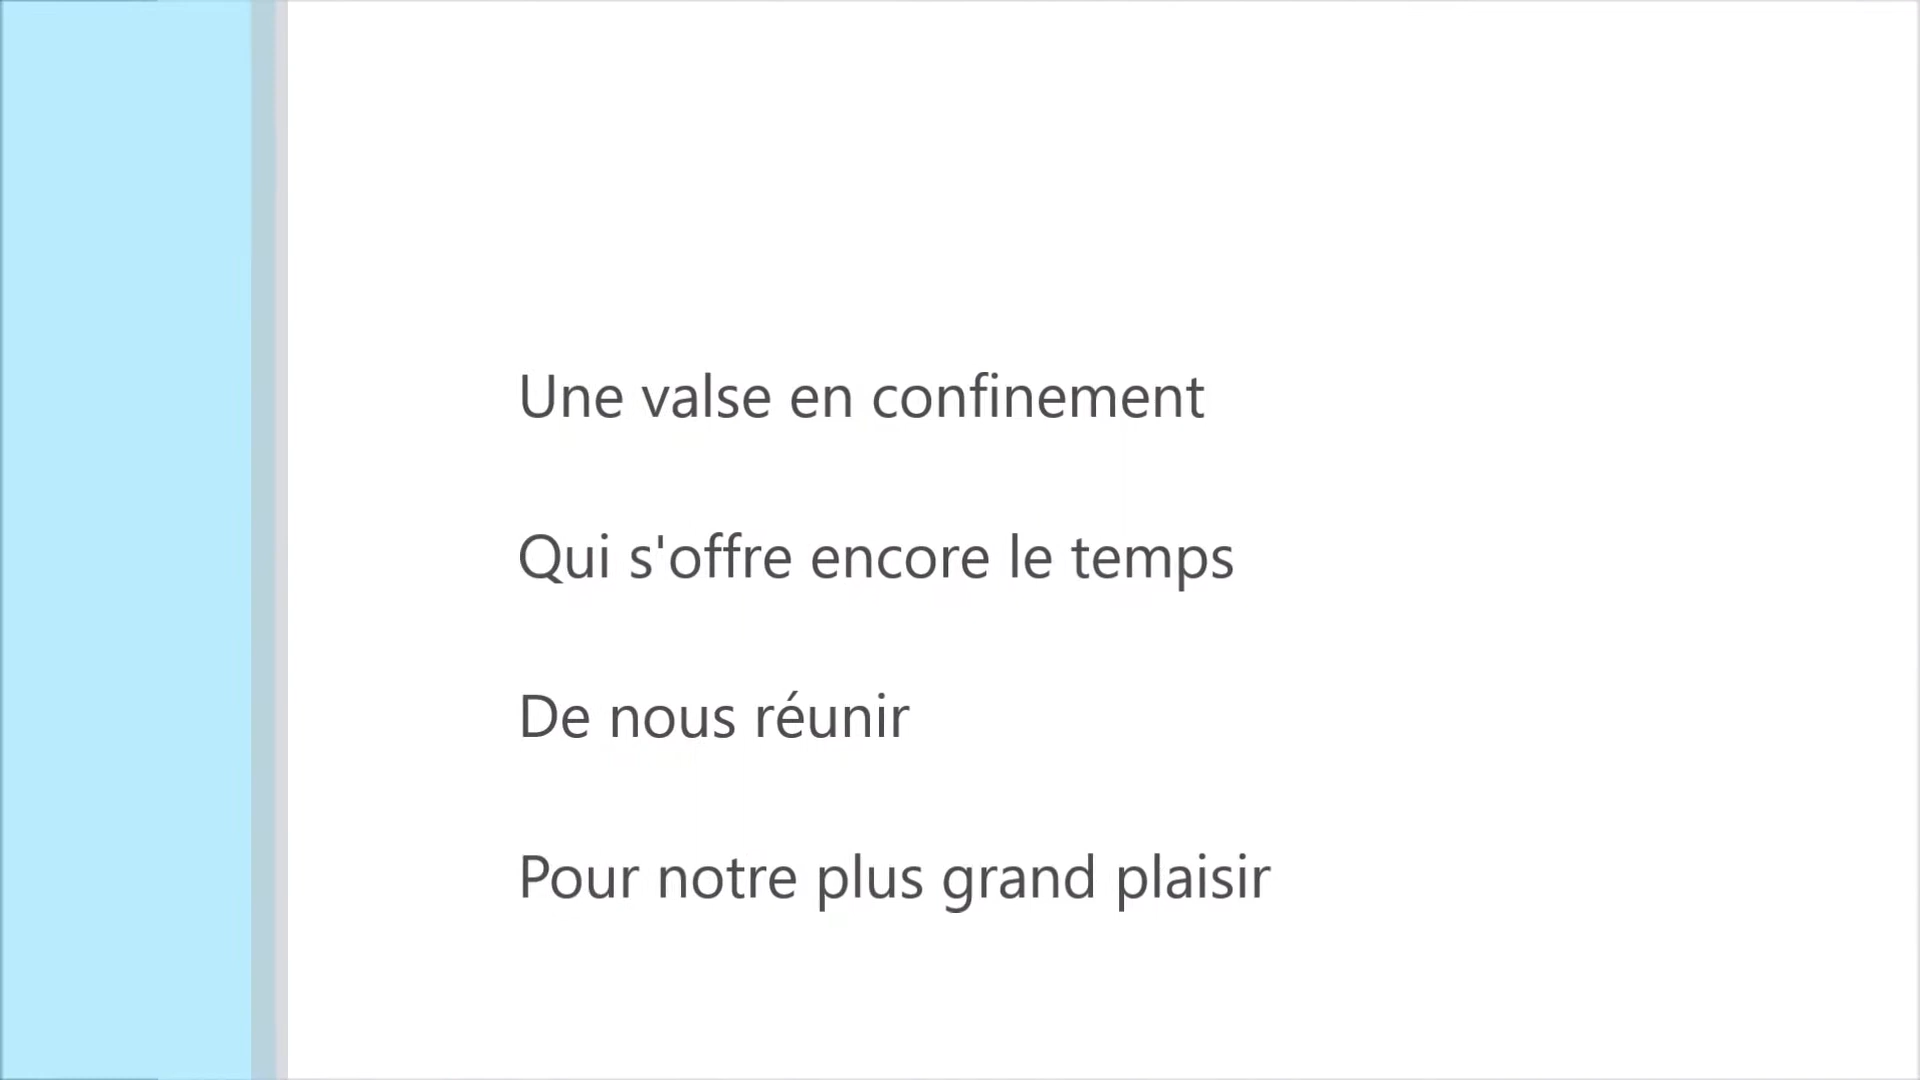 Une valse en confinement
Qui s'offre encore le temps
De nous réunir
Pour notre plus grand plaisir